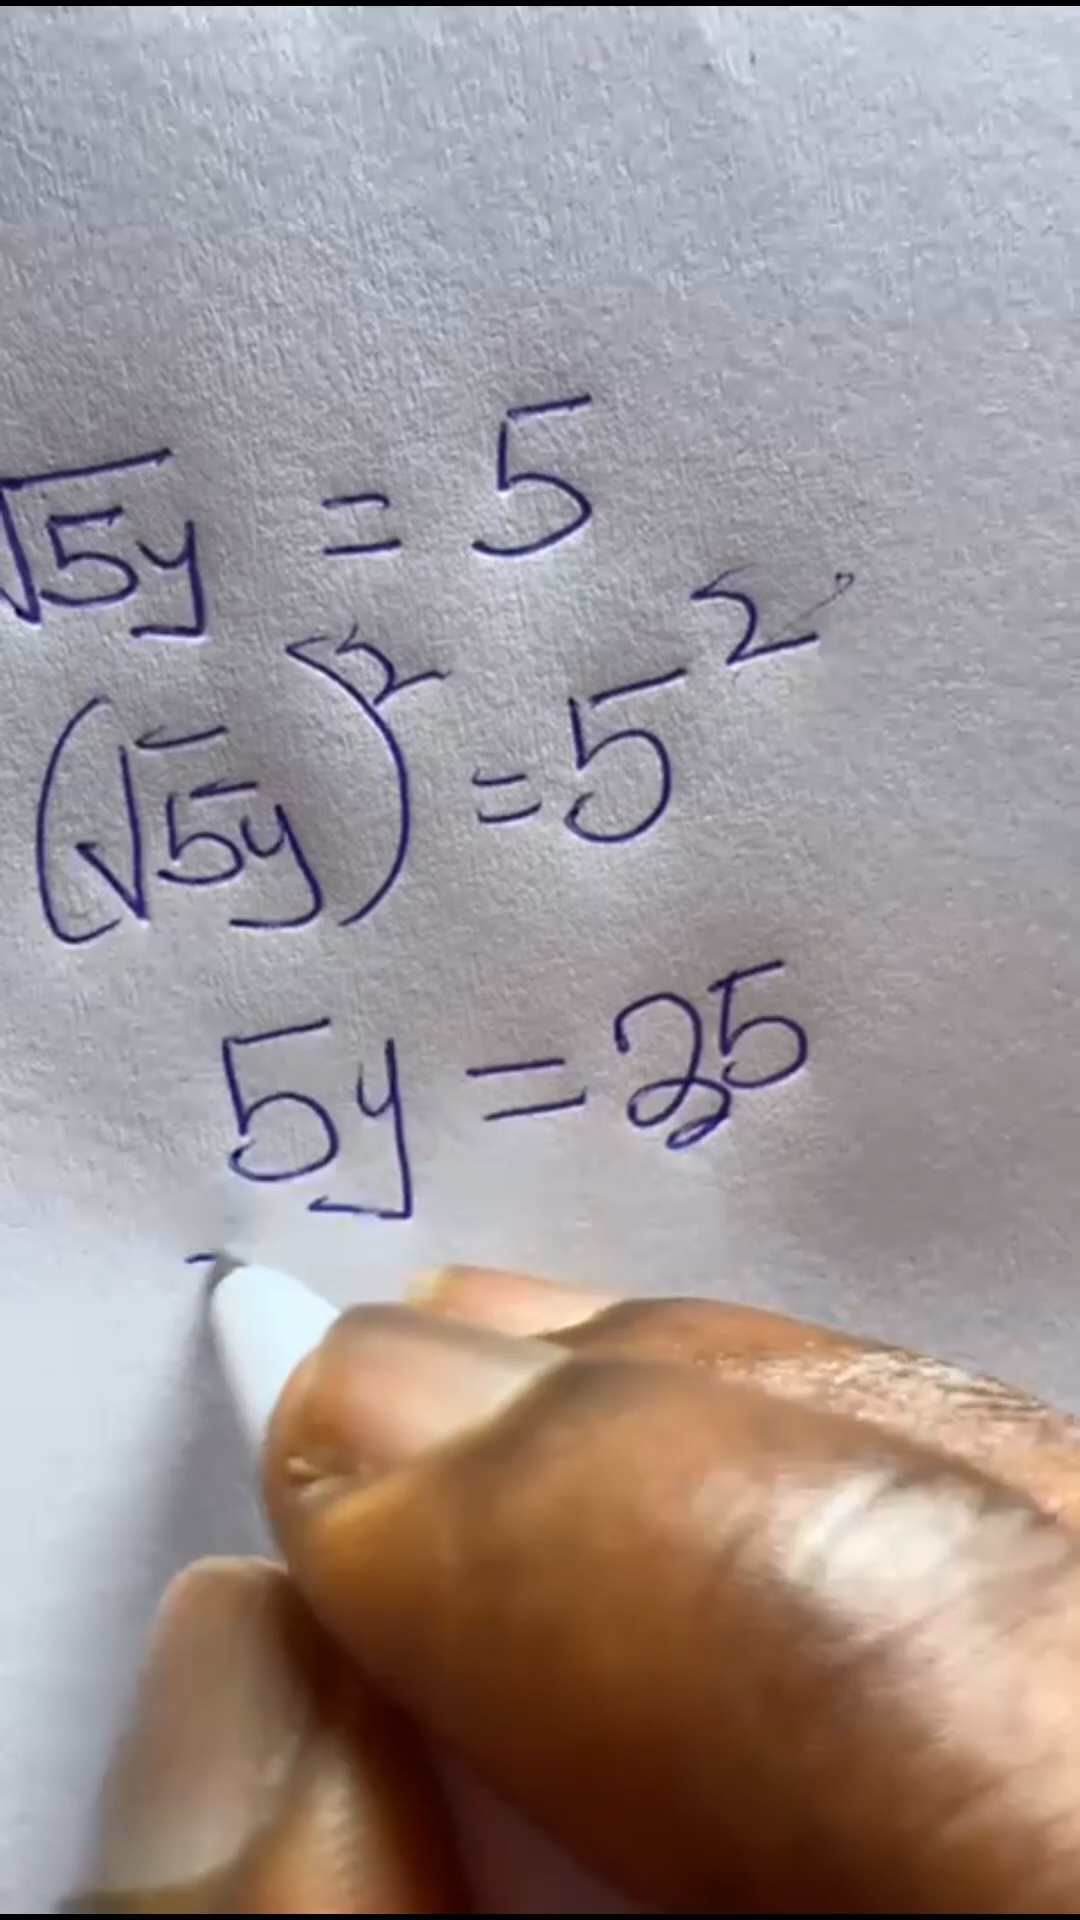 √5y = 5
(√5y)² = 5²
5y = 25